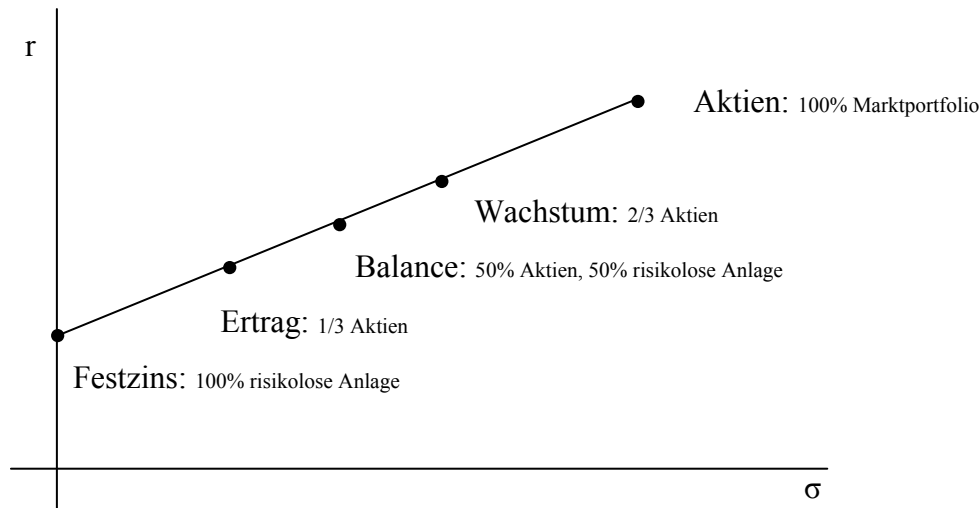 r
Aktien: 100% Marktportfolio
Wachstum: 2/3 Aktien
Balance: 50% Aktien, 50% risikolose Anlage
Ertrag: 1/3 Aktien
Festzins: 100% risikolose Anlage
σ